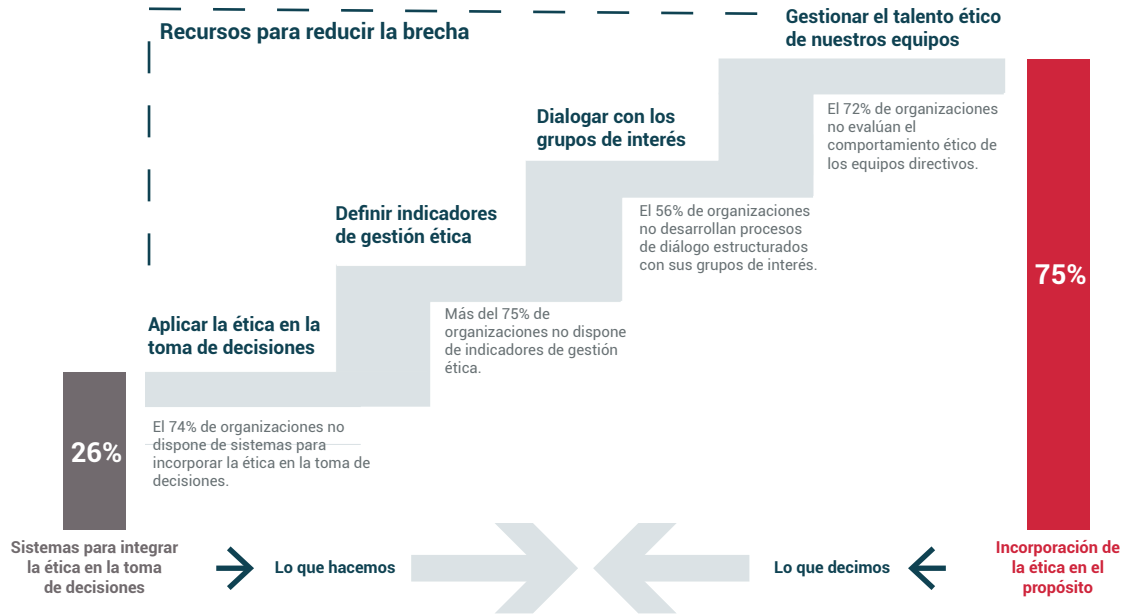 Recursos para reducir la brecha
Gestionar el talento ético
de nuestros equipos
El 72% de organizaciones
no evalúan el
comportamiento ético de
los equipos directivos.
Dialogar con los
grupos de interés
El 56% de organizaciones
no desarrollan procesos
de diálogo estructurados
con sus grupos de interés.
Definir indicadores
de gestión ética
Más del 75% de
organizaciones no dispone
de indicadores de gestión
ética.
Aplicar la ética en la
toma de decisiones
El 74% de organizaciones no
dispone de sistemas para
incorporar la ética en la toma de
decisiones.
26%
75%
Sistemas para integrar
la ética en la toma
de decisiones
Lo que hacemos
Lo que decimos
Incorporación de
la ética en el
propósito